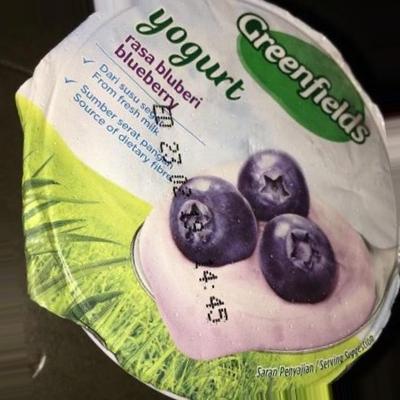 Greenfields
yogurt
rasa bluberi
blueberry
Dari susu segar
From fresh milk
Sumber serat pangan
Source of dietary fibre
ED 23 14:45
Saran Penyajian / Serving Suggestion